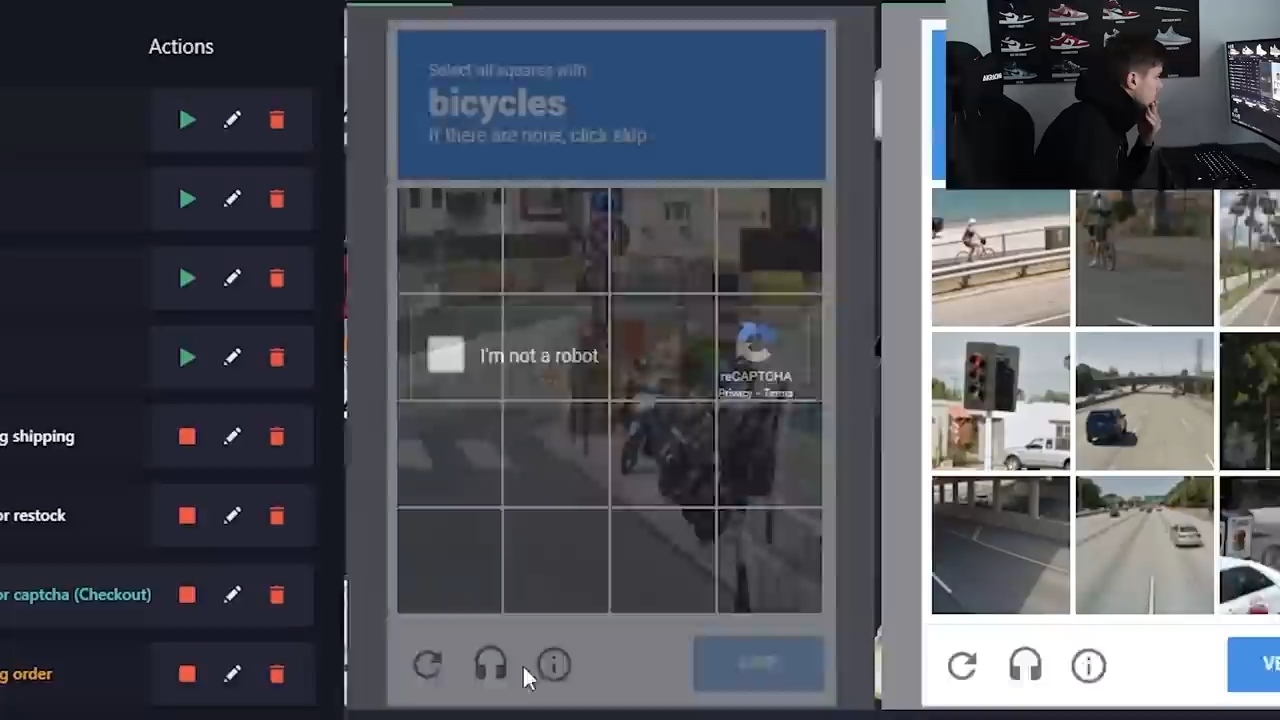 Actions
Select all squares with
bicycles
If there are none, click skip
I'm not a robot
reCAPTCHA
Privacy - Terms
g shipping
or restock
or captcha (Checkout)
g order
VE